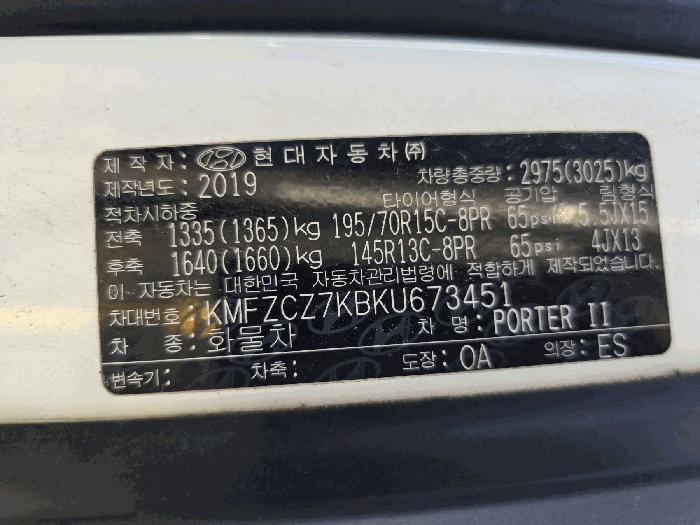 제작자: HYUNDAI 현대자동차(주)
제작년도: 2019 차량총중량: 2975(3025)kg
적차시하중 타이어형식 공기압 림형식
전축 1335(1365)kg 195/70R15C-8PR 65psi 5.5JX15
후축 1640(1660)kg 145R13C-8PR 65psi 4JX13
이 자동차는 대한민국 자동차관리법령에 적합하게 제작되었습니다.
차대번호: KMFZCZ7KBKU673451
차 종: 화물차 차 명: PORTER II
변속기: 차축: 도장: OA 의장: ES